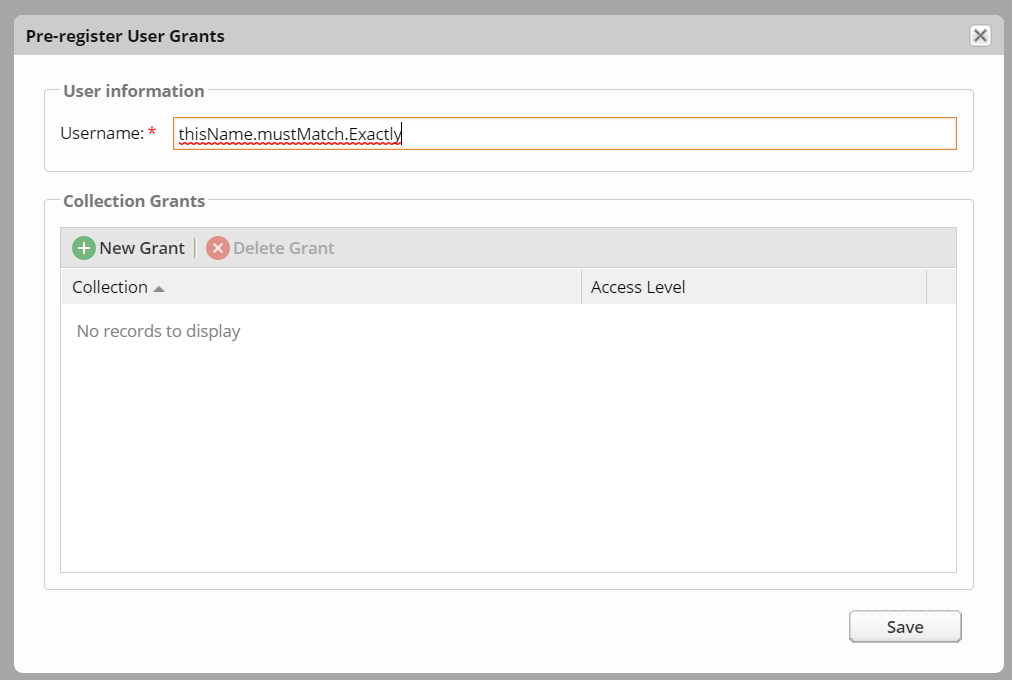 Pre-register User Grants
User information
Username: *
thisName.mustMatch.Exactly
Collection Grants
New Grant
Delete Grant
Collection
Access Level
No records to display
Save